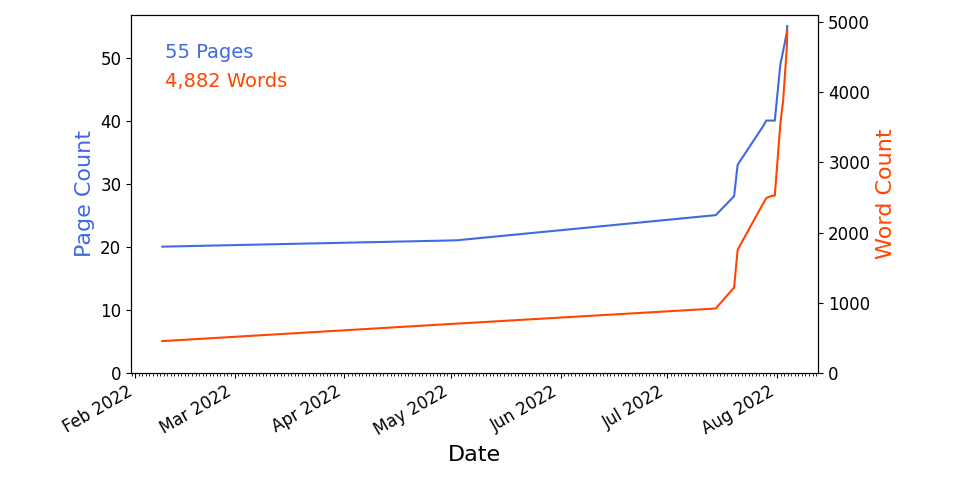 55 Pages
4,882 Words
Page Count
50
40
30
20
10
0
5000
4000
3000
2000
1000
0
Word Count
Feb 2022
Mar 2022
Apr 2022
May 2022
Jun 2022
Jul 2022
Aug 2022
Date